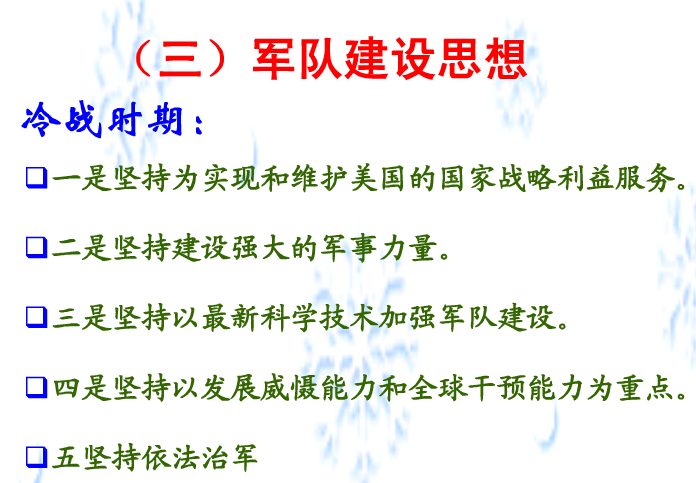 （三）军队建设思想
冷战时期：
一是坚持为实现和维护美国的国家战略利益服务。
二是坚持建设强大的军事力量。
三是坚持以最新科学技术加强军队建设。
四是坚持以发展威慑能力和全球干预能力为重点。
五坚持依法治军